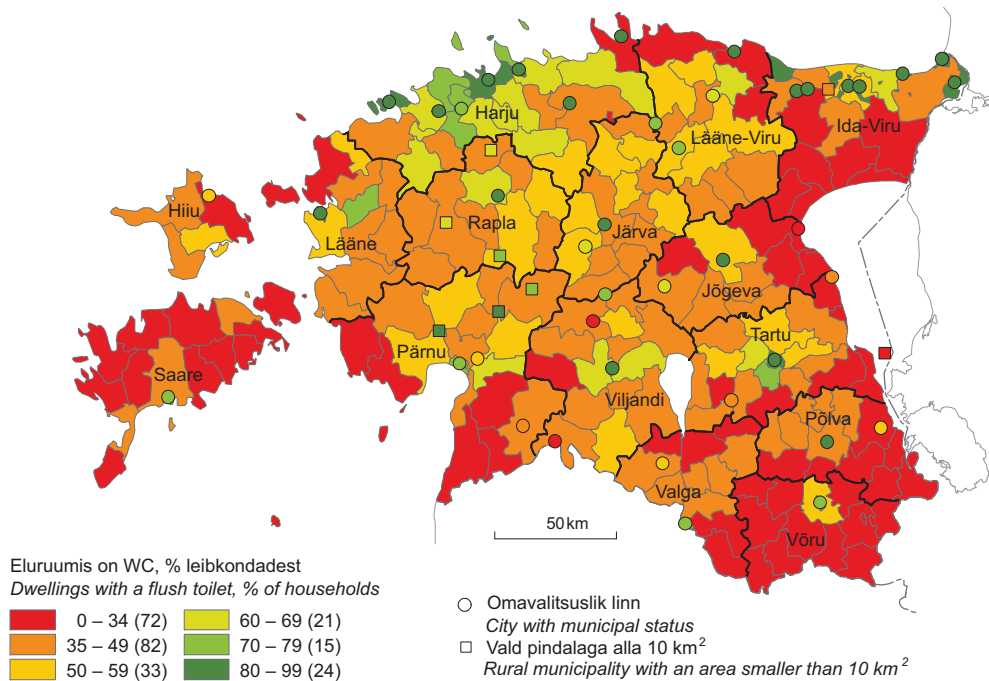 Harju
Lääne-Viru
Ida-Viru
Hiiu
Lääne
Rapla
Järva
Jõgeva
Tartu
Pärnu
Saare
Viljandi
Põlva
Valga
Võru
50 km
Eluruumis on WC, % leibkondadest
Dwellings with a flush toilet, % of households
0 – 34 (72)
35 – 49 (82)
50 – 59 (33)
60 – 69 (21)
70 – 79 (15)
80 – 99 (24)
Omavalitsuslik linn
City with municipal status
Vald pindalaga alla 10 km²
Rural municipality with an area smaller than 10 km²